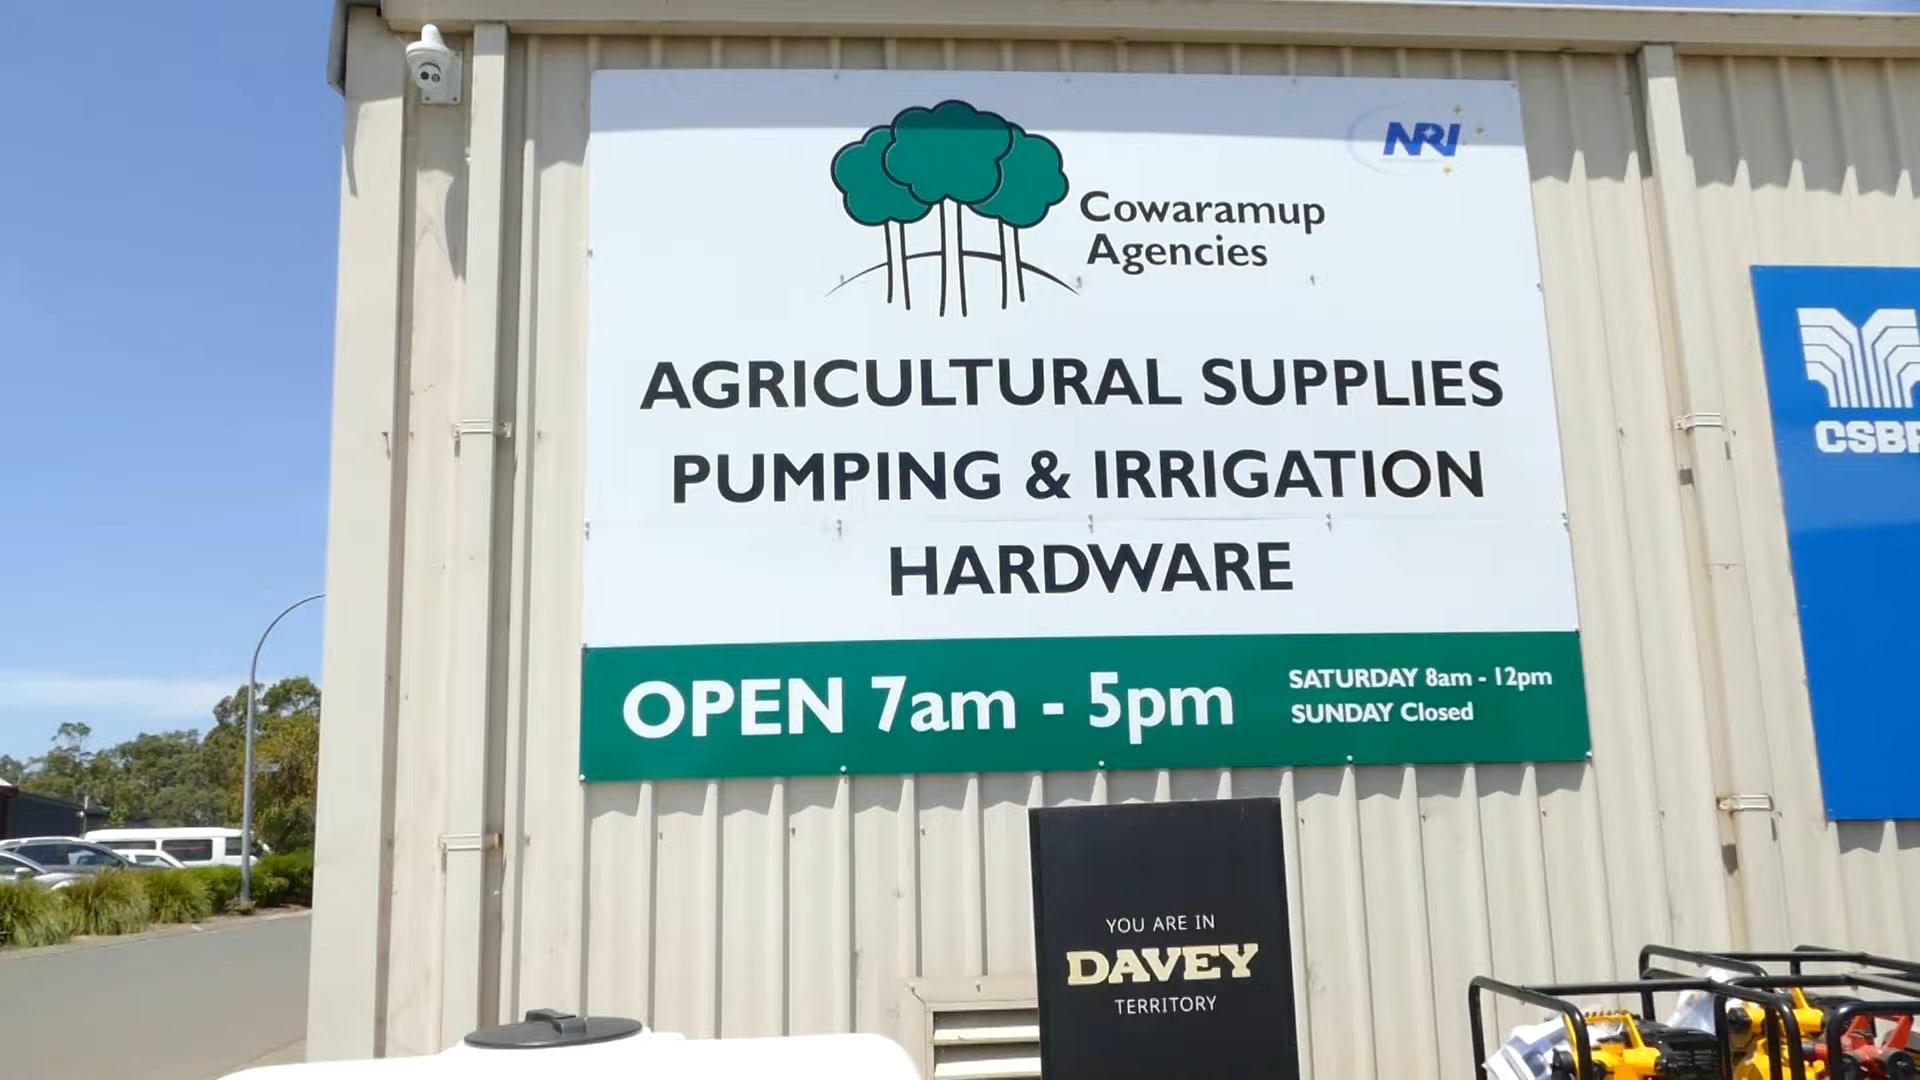 NRI
Cowaramup
Agencies
AGRICULTURAL SUPPLIES
PUMPING & IRRIGATION
HARDWARE
OPEN 7am - 5pm
SATURDAY 8am - 12pm
SUNDAY Closed
CSBP
YOU ARE IN
DAVEY
TERRITORY